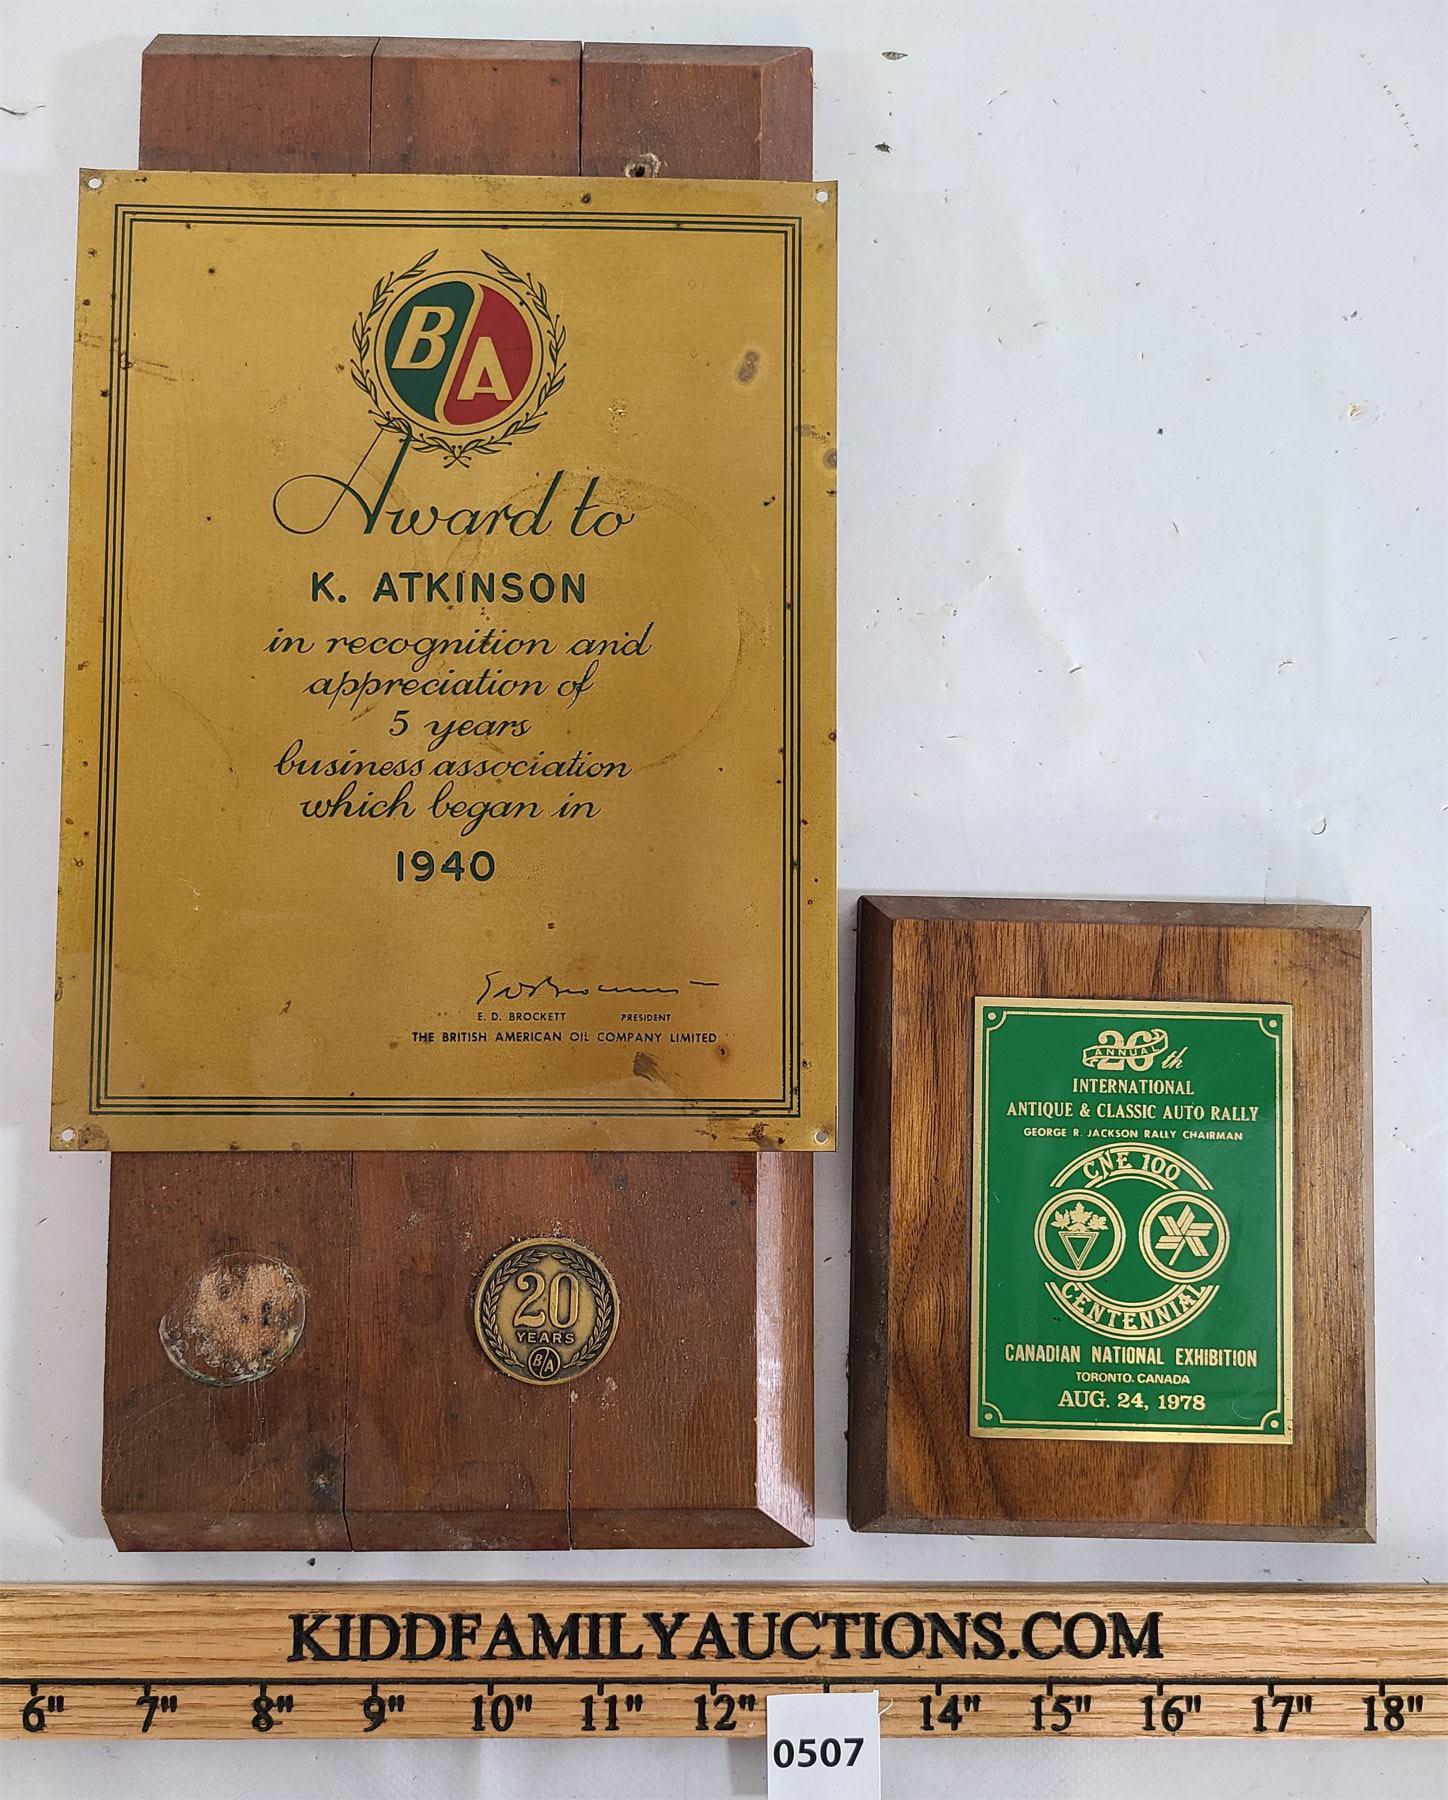 BA
Award to
K. ATKINSON
in recognition and
appreciation of
5 years
business association
which began in
1940
E. D. BROCKETT PRESIDENT
THE BRITISH AMERICAN OIL COMPANY LIMITED
20
YEARS
B/A
26th
ANNUAL
INTERNATIONAL
ANTIQUE & CLASSIC AUTO RALLY
GEORGE R. JACKSON RALLY CHAIRMAN
CNE 100
CENTENNIAL
CANADIAN NATIONAL EXHIBITION
TORONTO. CANADA
AUG. 24, 1978
KIDDFAMILYAUCTIONS.COM
6" 7" 8" 9" 10" 11" 12" 14" 15" 16" 17" 18"
0507